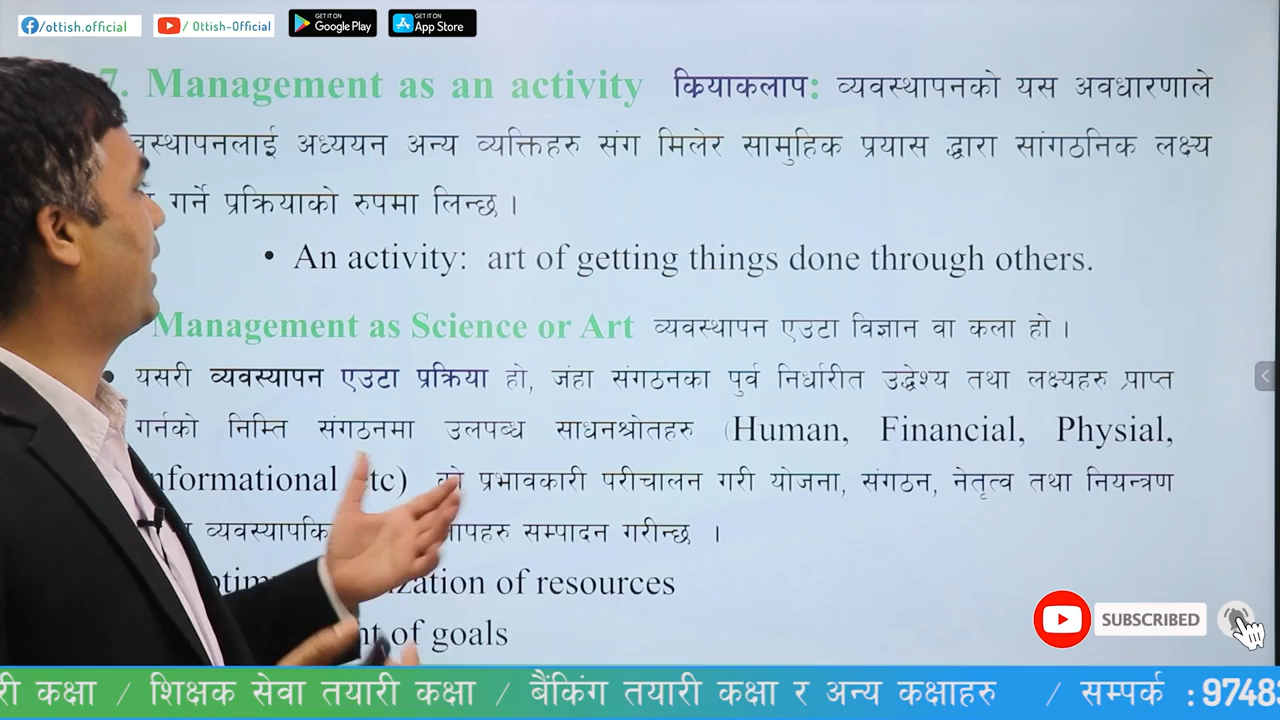 /ottish.official
/ Ottish-Official
GET IT ON
Google Play
GET IT ON
App Store
7. Management as an activity कियाकलाप: व्यवस्थापनको यस अवधारणाले
वस्थापनलाई अध्ययन अन्य व्यक्तिहरु संग मिलेर सामुहिक प्रयास द्धारा सांगठनिक लक्ष्य
गर्ने प्रक्रियाको रुपमा लिन्छ ।
• An activity: art of getting things done through others.
Management as Science or Art व्यवस्थापन एउटा विज्ञान वा कला हो ।
• यसरी व्यवस्यापन एउटा प्रक्रिया हो, जंहा संगठनका पुर्व निर्धारीत उद्धेश्य तथा लक्ष्यहरु प्राप्त
गर्नको निम्ति संगठनमा उलपब्ध साधनश्रोतहरु (Human, Financial, Physial,
nformational etc) को प्रभावकारी परीचालन गरी योजना, संगठन, नेतृत्व तथा नियन्त्रण
व्यवस्यापकि लापहरु सम्पादन गरीन्छ ।
ptim ization of resources
nt of goals
SUBSCRIBED
री कक्षा / शिक्षक सेवा तयारी कक्षा / बैंकिंग तयारी कक्षा र अन्य कक्षाहरु / सम्पर्क : 9748